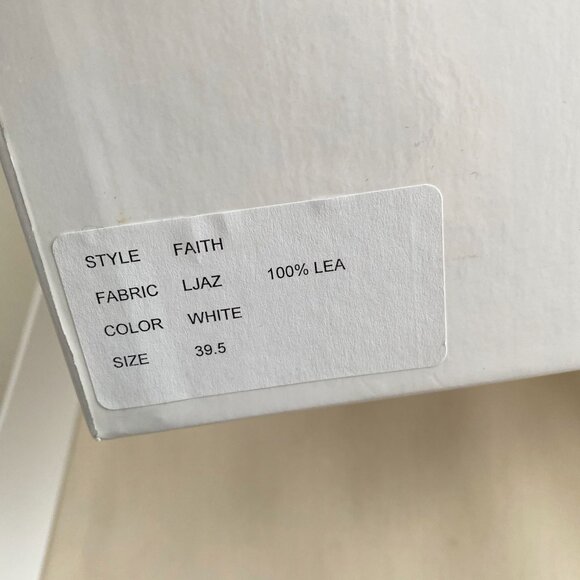 STYLE FAITH
FABRIC LJAZ 100% LEA
COLOR WHITE
SIZE 39.5